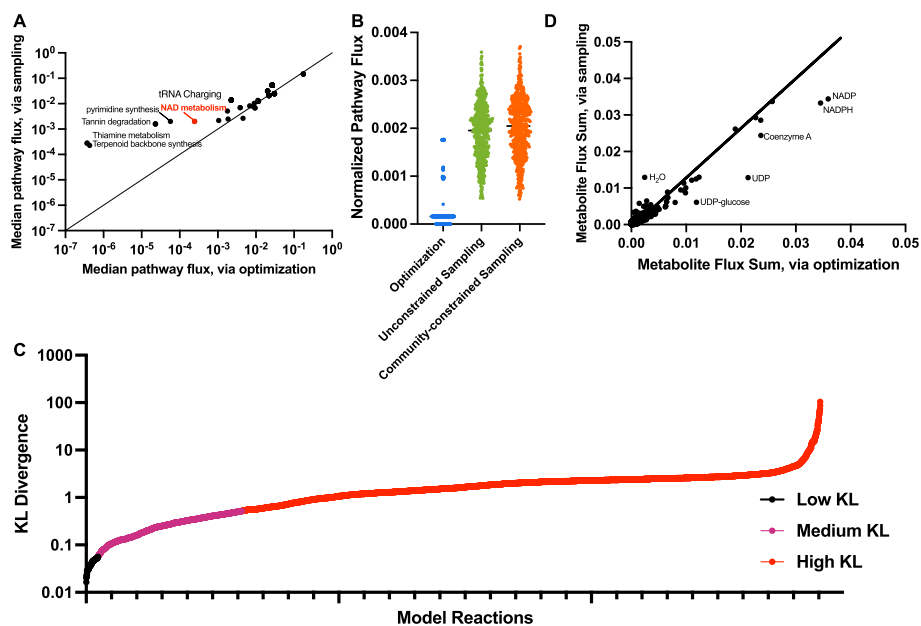 A
Median pathway flux, via sampling
10⁰
10⁻¹
10⁻²
10⁻³
10⁻⁴
10⁻⁵
10⁻⁶
10⁻⁷
tRNA Charging
pyrimidine synthesis
NAD metabolism
Tannin degradation
Thiamine metabolism
Terpenoid backbone synthesis
10⁻⁷ 10⁻⁶ 10⁻⁵ 10⁻⁴ 10⁻³ 10⁻² 10⁻¹ 10⁰
Median pathway flux, via optimization
B
Normalized Pathway Flux
0.004
0.003
0.002
0.001
0.000
Optimization
Unconstrained Sampling
Community-constrained Sampling
D
Metabolite Flux Sum, via sampling
0.05
0.04
0.03
0.02
0.01
0.00
NADP
NADPH
Coenzyme A
H₂O
UDP
UDP-glucose
0.00 0.01 0.02 0.03 0.04 0.05
Metabolite Flux Sum, via optimization
C
KL Divergence
1000
100
10
1
0.1
0.01
Low KL
Medium KL
High KL
Model Reactions